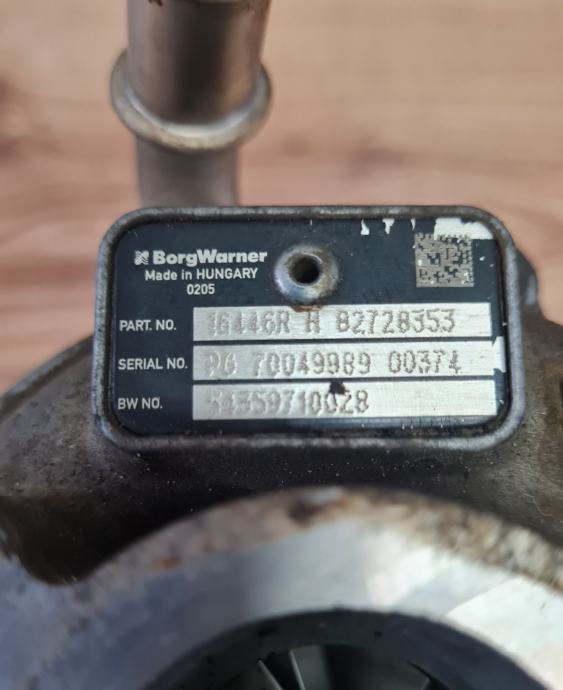 BorgWarner
Made in HUNGARY
0205
PART. NO. 16446R H 82728353
SERIAL NO. 70049989 00374
BW NO. 54359710028